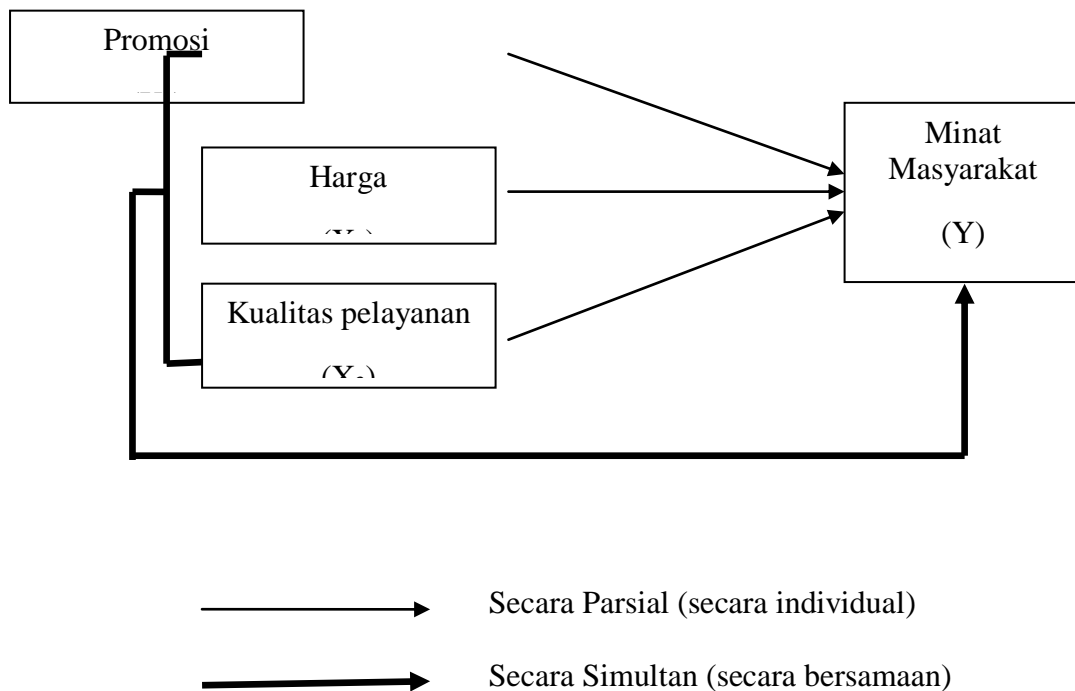 Promosi
Harga
Kualitas pelayanan
Minat
Masyarakat
(Y)
Secara Parsial (secara individual)
Secara Simultan (secara bersamaan)